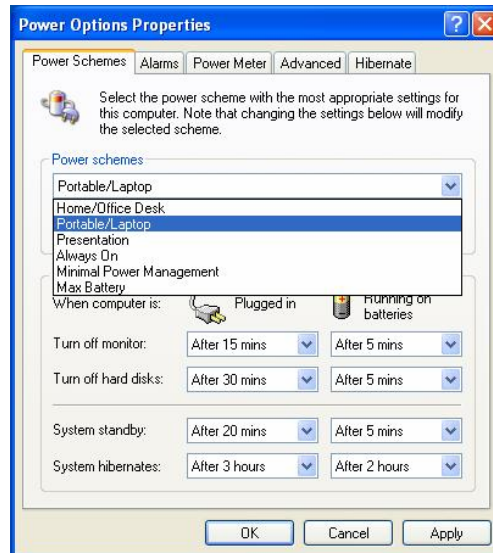 Power Options Properties
Power Schemes Alarms Power Meter Advanced Hibernate
Select the power scheme with the most appropriate settings for
this computer. Note that changing the settings below will modify
the selected scheme.
Power schemes
Portable/Laptop
Home/Office Desk
Portable/Laptop
Presentation
Always On
Minimal Power Management
Max Battery
When computer is: Plugged in Running on
batteries
Turn off monitor: After 15 mins After 5 mins
Turn off hard disks: After 30 mins After 5 mins
System standby: After 20 mins After 5 mins
System hibernates: After 3 hours After 2 hours
OK Cancel Apply